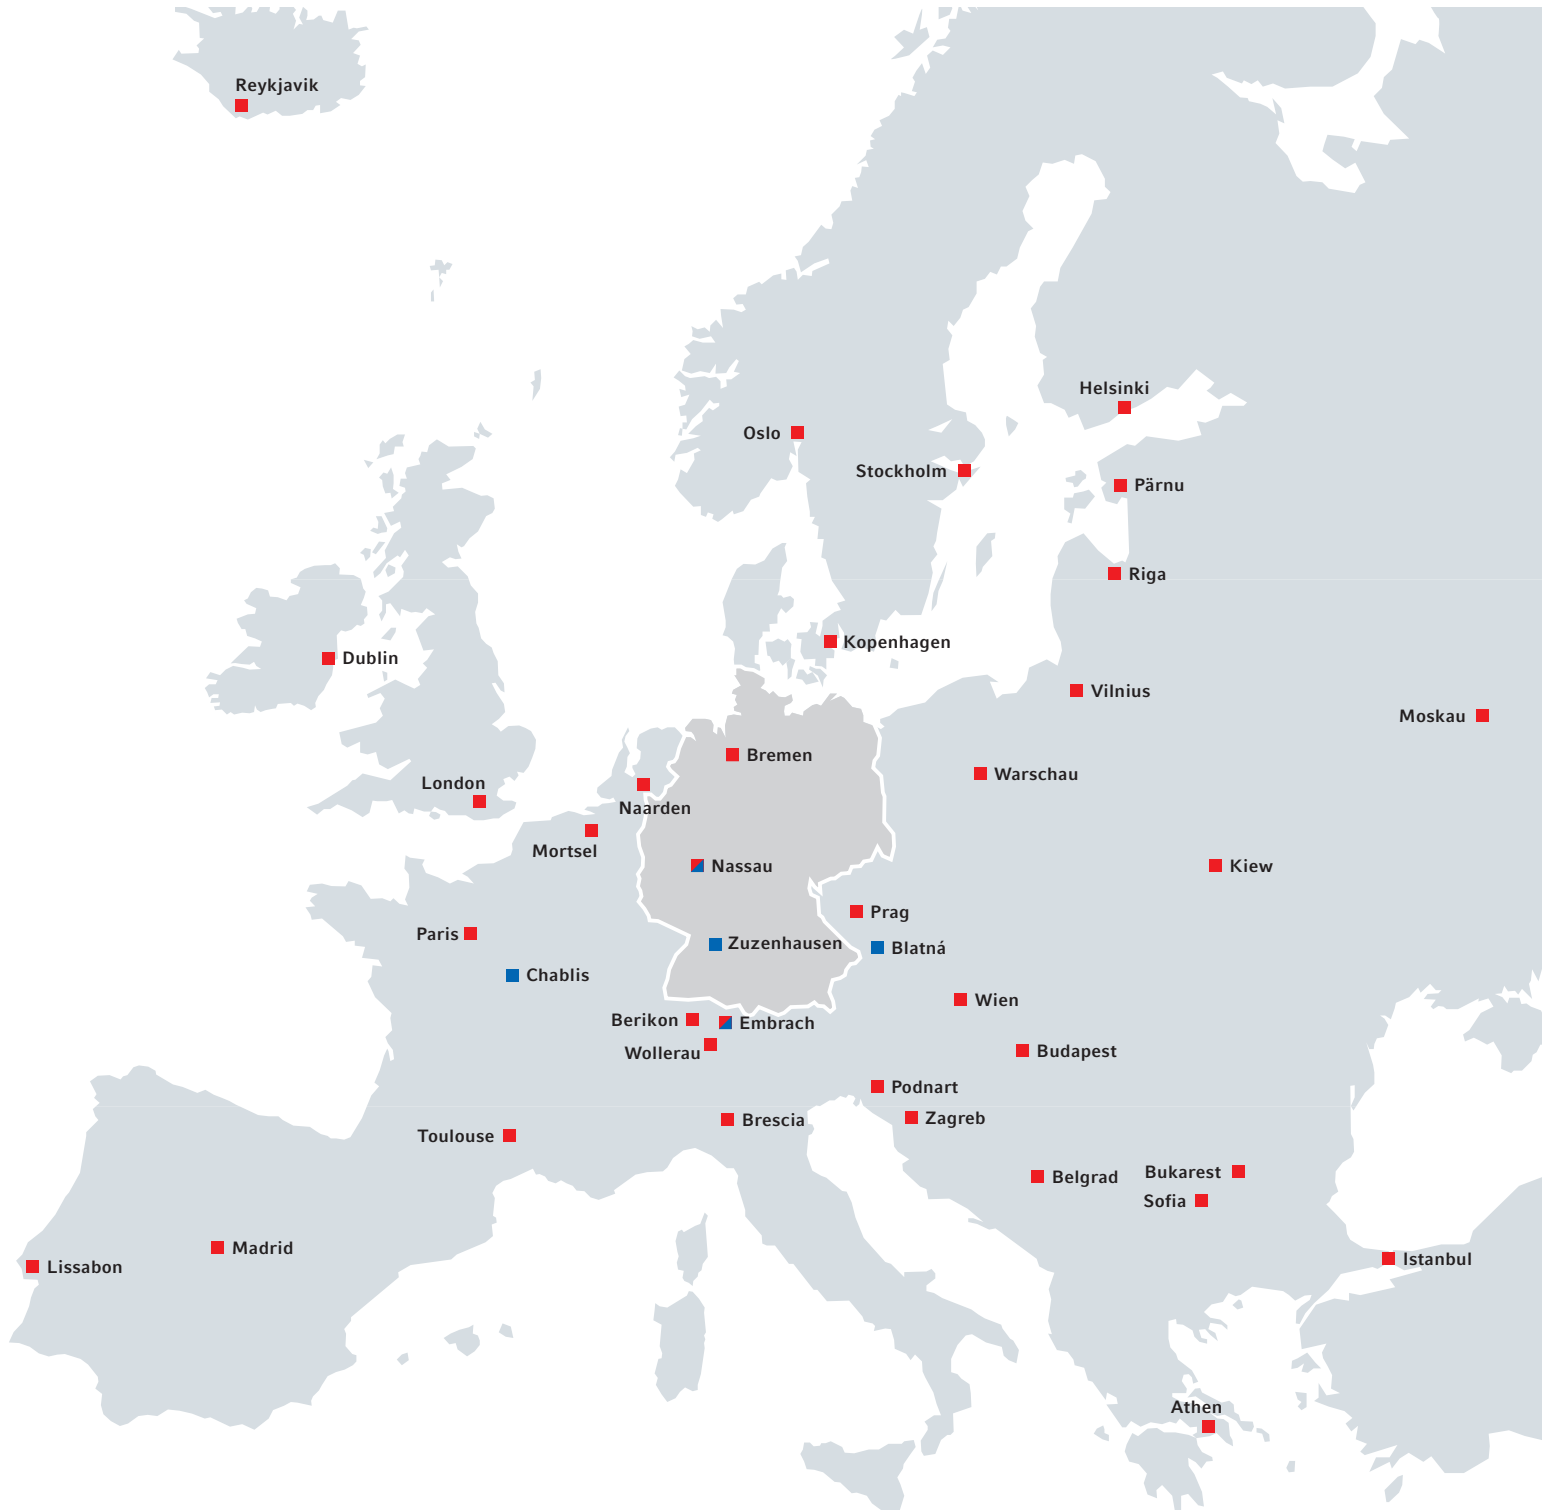 Reykjavik
Helsinki
Oslo
Stockholm
Pärnu
Riga
Kopenhagen
Dublin
Vilnius
Moskau
Bremen
Warschau
London
Naarden
Mortsel
Nassau
Kiew
Prag
Paris
Zuzenhausen
Blatná
Chablis
Wien
Berikon
Embrach
Wollerau
Budapest
Podnart
Zagreb
Brescia
Toulouse
Belgrad
Bukarest
Sofia
Madrid
Lissabon
Istanbul
Athen